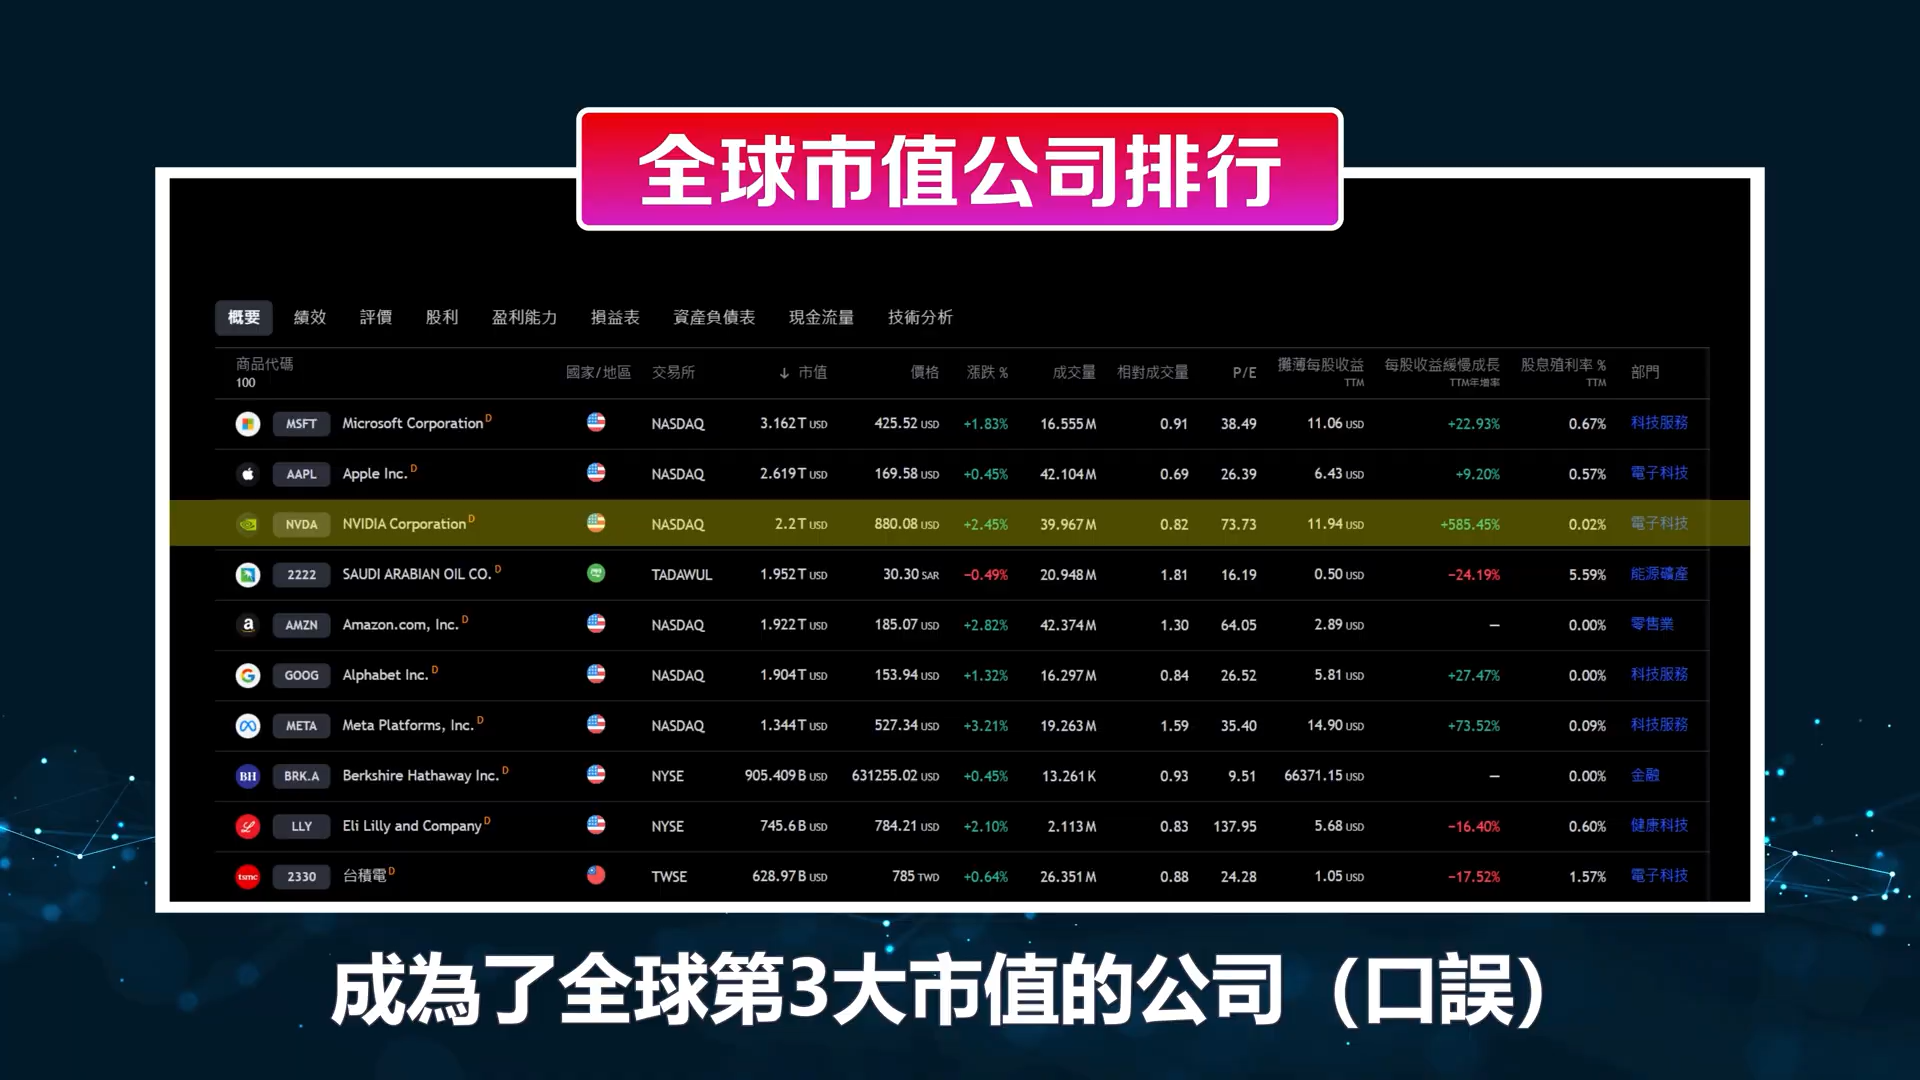 全球市值公司排行
概要 績效 評價 股利 盈利能力 損益表 資產負債表 現金流量 技術分析
商品代碼 100 國家/地區 交易所 ↓ 市值 價格 漲跌 % 成交量 相對成交量 P/E 攤薄每股收益 TTM 每股收益緩慢成長 TTM年增率 股息殖利率 % TTM 部門
MSFT Microsoft Corporation D NASDAQ 3.162 T USD 425.52 USD +1.83% 16.555 M 0.91 38.49 11.06 USD +22.93% 0.67% 科技服務
AAPL Apple Inc. D NASDAQ 2.619 T USD 169.58 USD +0.45% 42.104 M 0.69 26.39 6.43 USD +9.20% 0.57% 電子科技
NVDA NVIDIA Corporation D NASDAQ 2.2 T USD 880.08 USD +2.45% 39.967 M 0.82 73.73 11.94 USD +585.45% 0.02% 電子科技
2222 SAUDI ARABIAN OIL CO. D TADAWUL 1.952 T USD 30.30 SAR −0.49% 20.948 M 1.81 16.19 0.50 USD −24.19% 5.59% 能源礦產
a AMZN Amazon.com, Inc. D NASDAQ 1.922 T USD 185.07 USD +2.82% 42.374 M 1.30 64.05 2.89 USD — 0.00% 零售業
G GOOG Alphabet Inc. D NASDAQ 1.904 T USD 153.94 USD +1.32% 16.297 M 0.84 26.52 5.81 USD +27.47% 0.00% 科技服務
META Meta Platforms, Inc. D NASDAQ 1.344 T USD 527.34 USD +3.21% 19.263 M 1.59 35.40 14.90 USD +73.52% 0.09% 科技服務
BH BRK.A Berkshire Hathaway Inc. D NYSE 905.409 B USD 631255.02 USD +0.45% 13.261 K 0.93 9.51 66371.15 USD — 0.00% 金融
LLY Eli Lilly and Company D NYSE 745.6 B USD 784.21 USD +2.10% 2.113 M 0.83 137.95 5.68 USD −16.40% 0.60% 健康科技
tsmc 2330 台積電 D TWSE 628.97 B USD 785 TWD +0.64% 26.351 M 0.88 24.28 1.05 USD −17.52% 1.57% 電子科技
成為了全球第3大市值的公司（口誤）